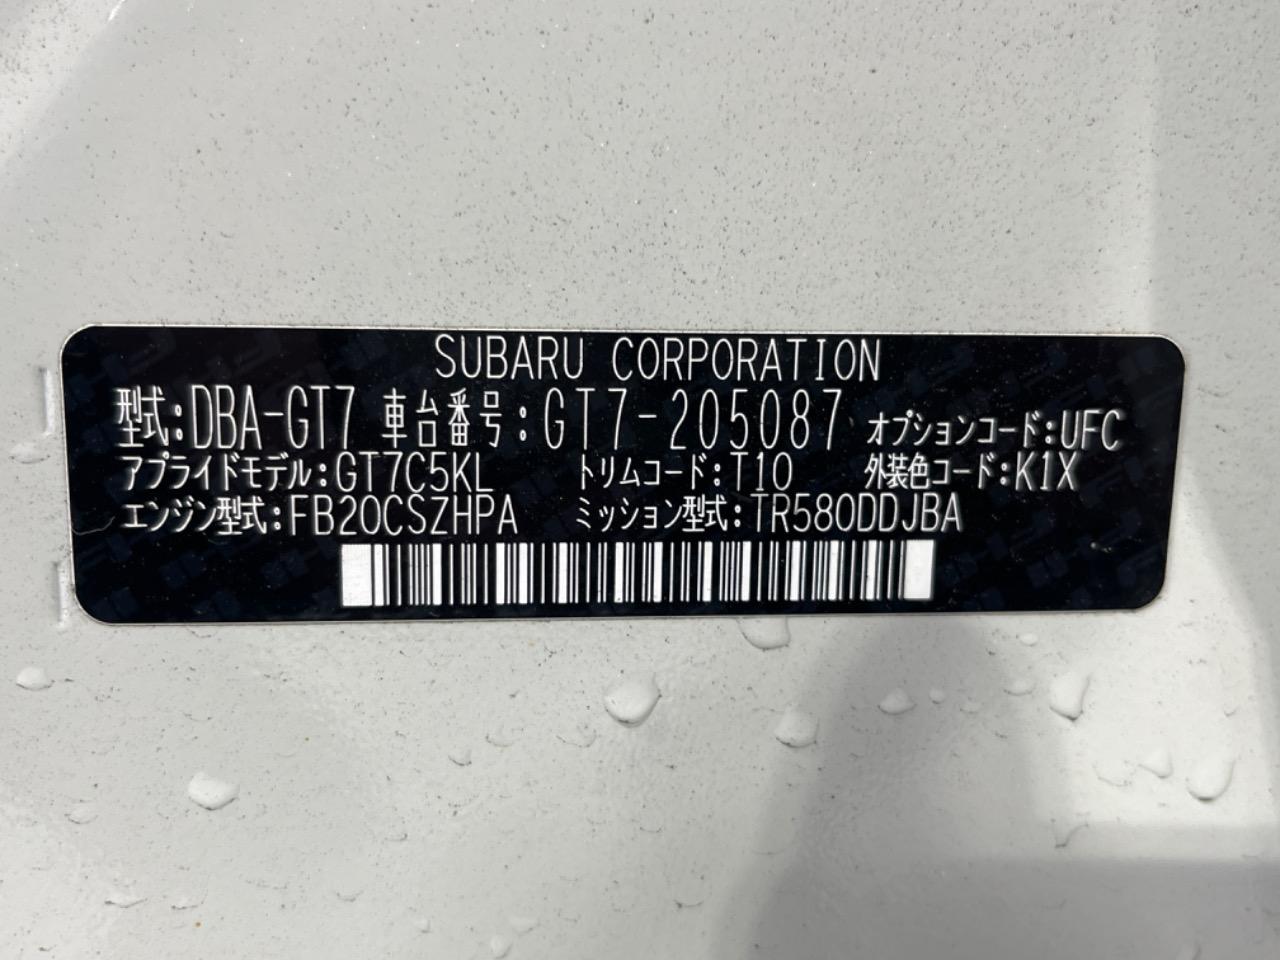 SUBARU CORPORATION
型式:DBA-GT7 車台番号:GT7-205087 オプションコード:UFC
アプライドモデル:GT7C5KL トリムコード:T10 外装色コード:K1X
エンジン型式:FB20CSZHPA ミッション型式:TR580DDJBA